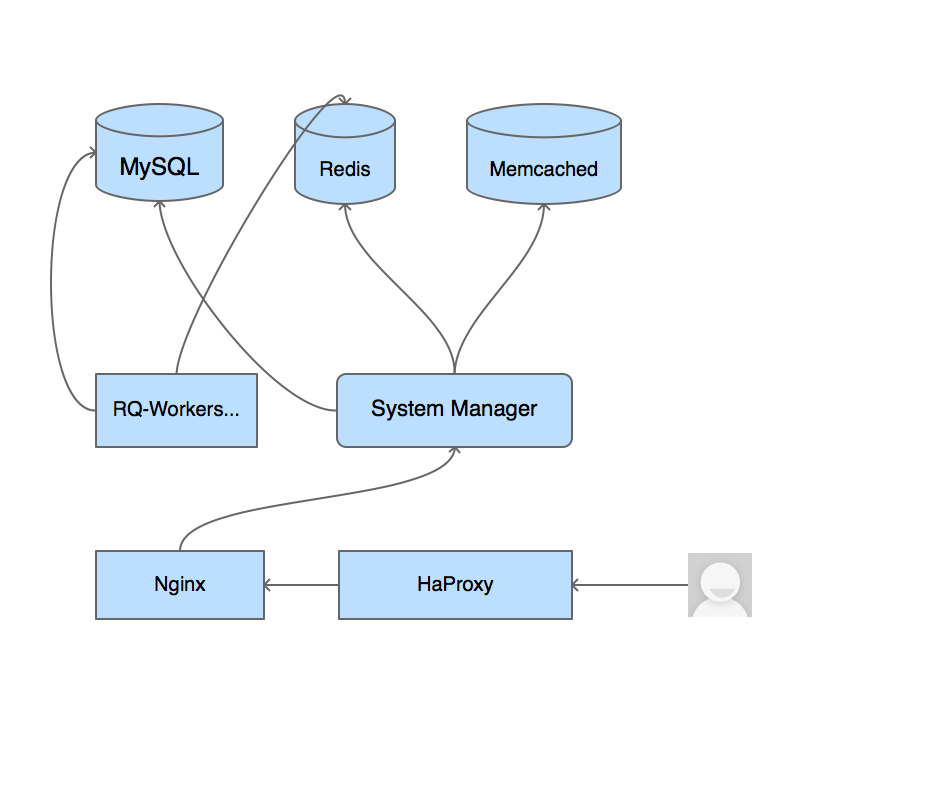 MySQL
Redis
Memcached
RQ-Workers...
System Manager
Nginx
HaProxy